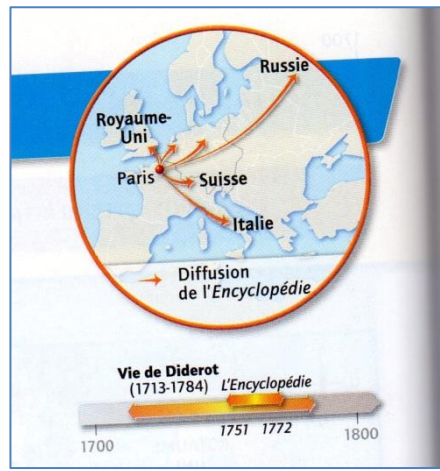 Russie
Royaume-
Uni
Paris
Suisse
Italie
Diffusion
de l'Encyclopédie
Vie de Diderot
(1713-1784) L'Encyclopédie
1751 1772
1700 1800